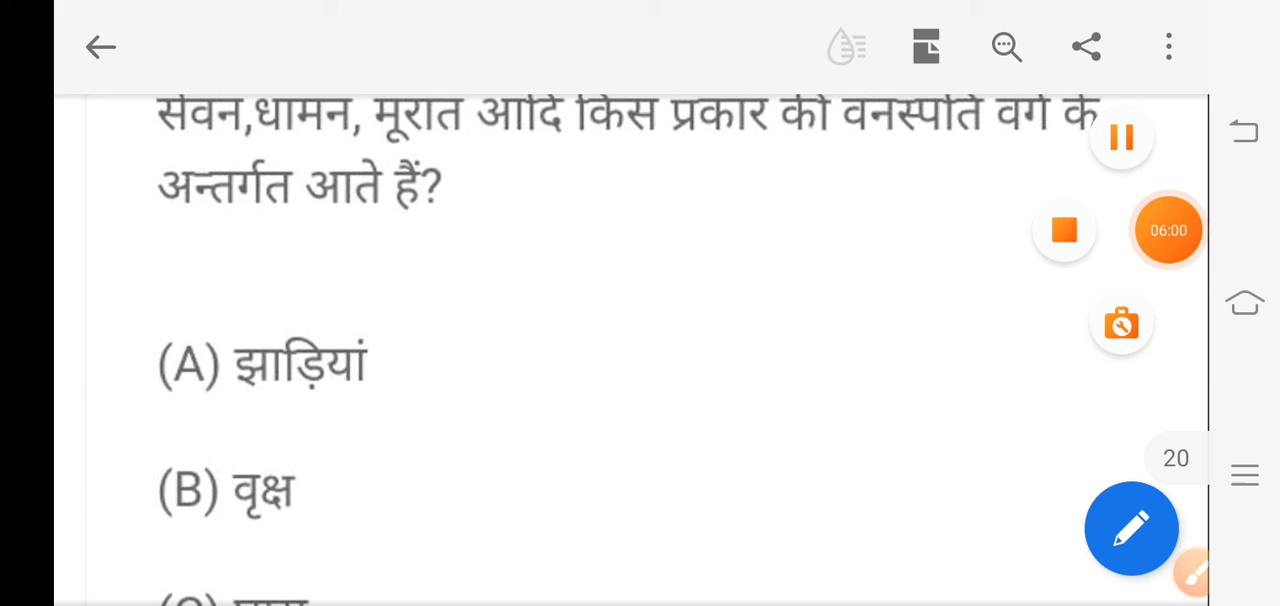 सेवन,धामन, मूरात आदि किस प्रकार की वनस्पति वर्ग के
अन्तर्गत आते हैं?
06:00
(A) झाड़ियां
20
(B) वृक्ष